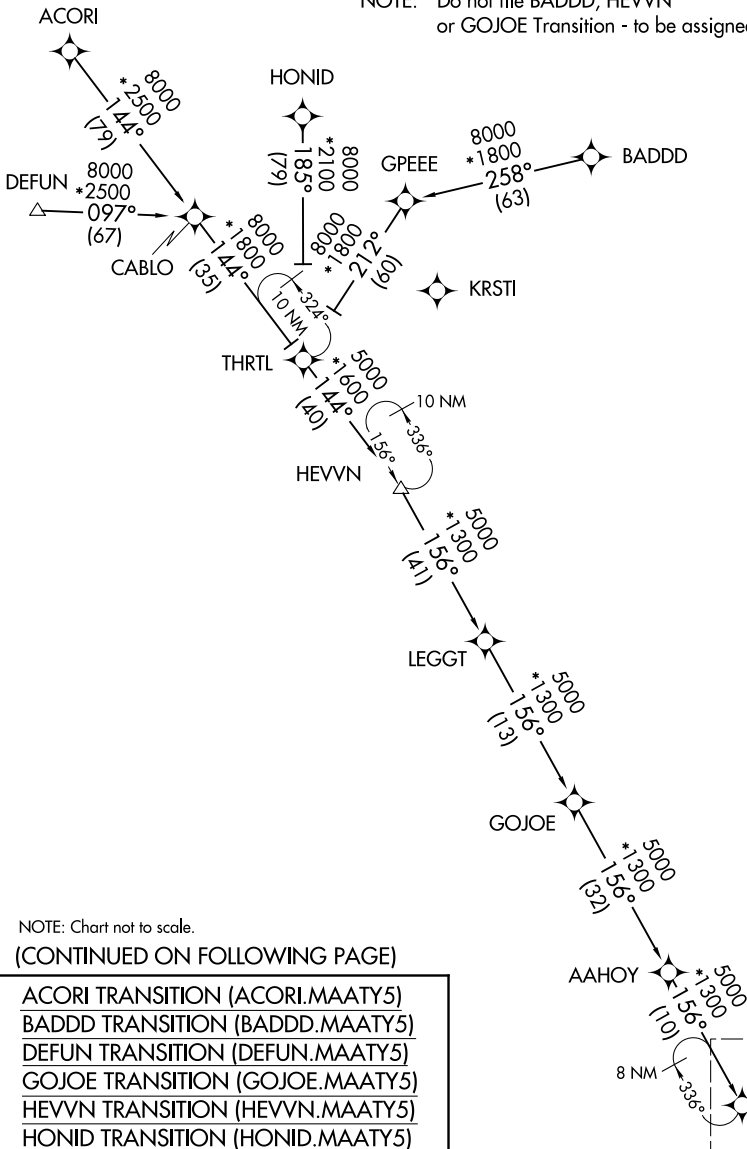 NOTE: Do not file BADDD, HEVVN
or GOJOE Transition - to be assigned
ACORI
8000
*2500
144°
(79)
HONID
8000
*2100
185°
(79)
GPEEE
8000
*1800
258°
(63)
BADDD
DEFUN
8000
*2500
097°
(67)
CABLO
8000
*1800
144°
(35)
8000
*1800
212°
(60)
KRSTI
10 NM
324°
THRTL
5000
*1600
144°
(40)
10 NM
156°
336°
HEVVN
5000
*1300
156°
(41)
LEGGT
5000
*1300
156°
(13)
GOJOE
5000
*1300
156°
(32)
AAHOY
5000
*1300
156°
(10)
8 NM
336°
NOTE: Chart not to scale.
(CONTINUED ON FOLLOWING PAGE)
ACORI TRANSITION (ACORI.MAATY5)
BADDD TRANSITION (BADDD.MAATY5)
DEFUN TRANSITION (DEFUN.MAATY5)
GOJOE TRANSITION (GOJOE.MAATY5)
HEVVN TRANSITION (HEVVN.MAATY5)
HONID TRANSITION (HONID.MAATY5)